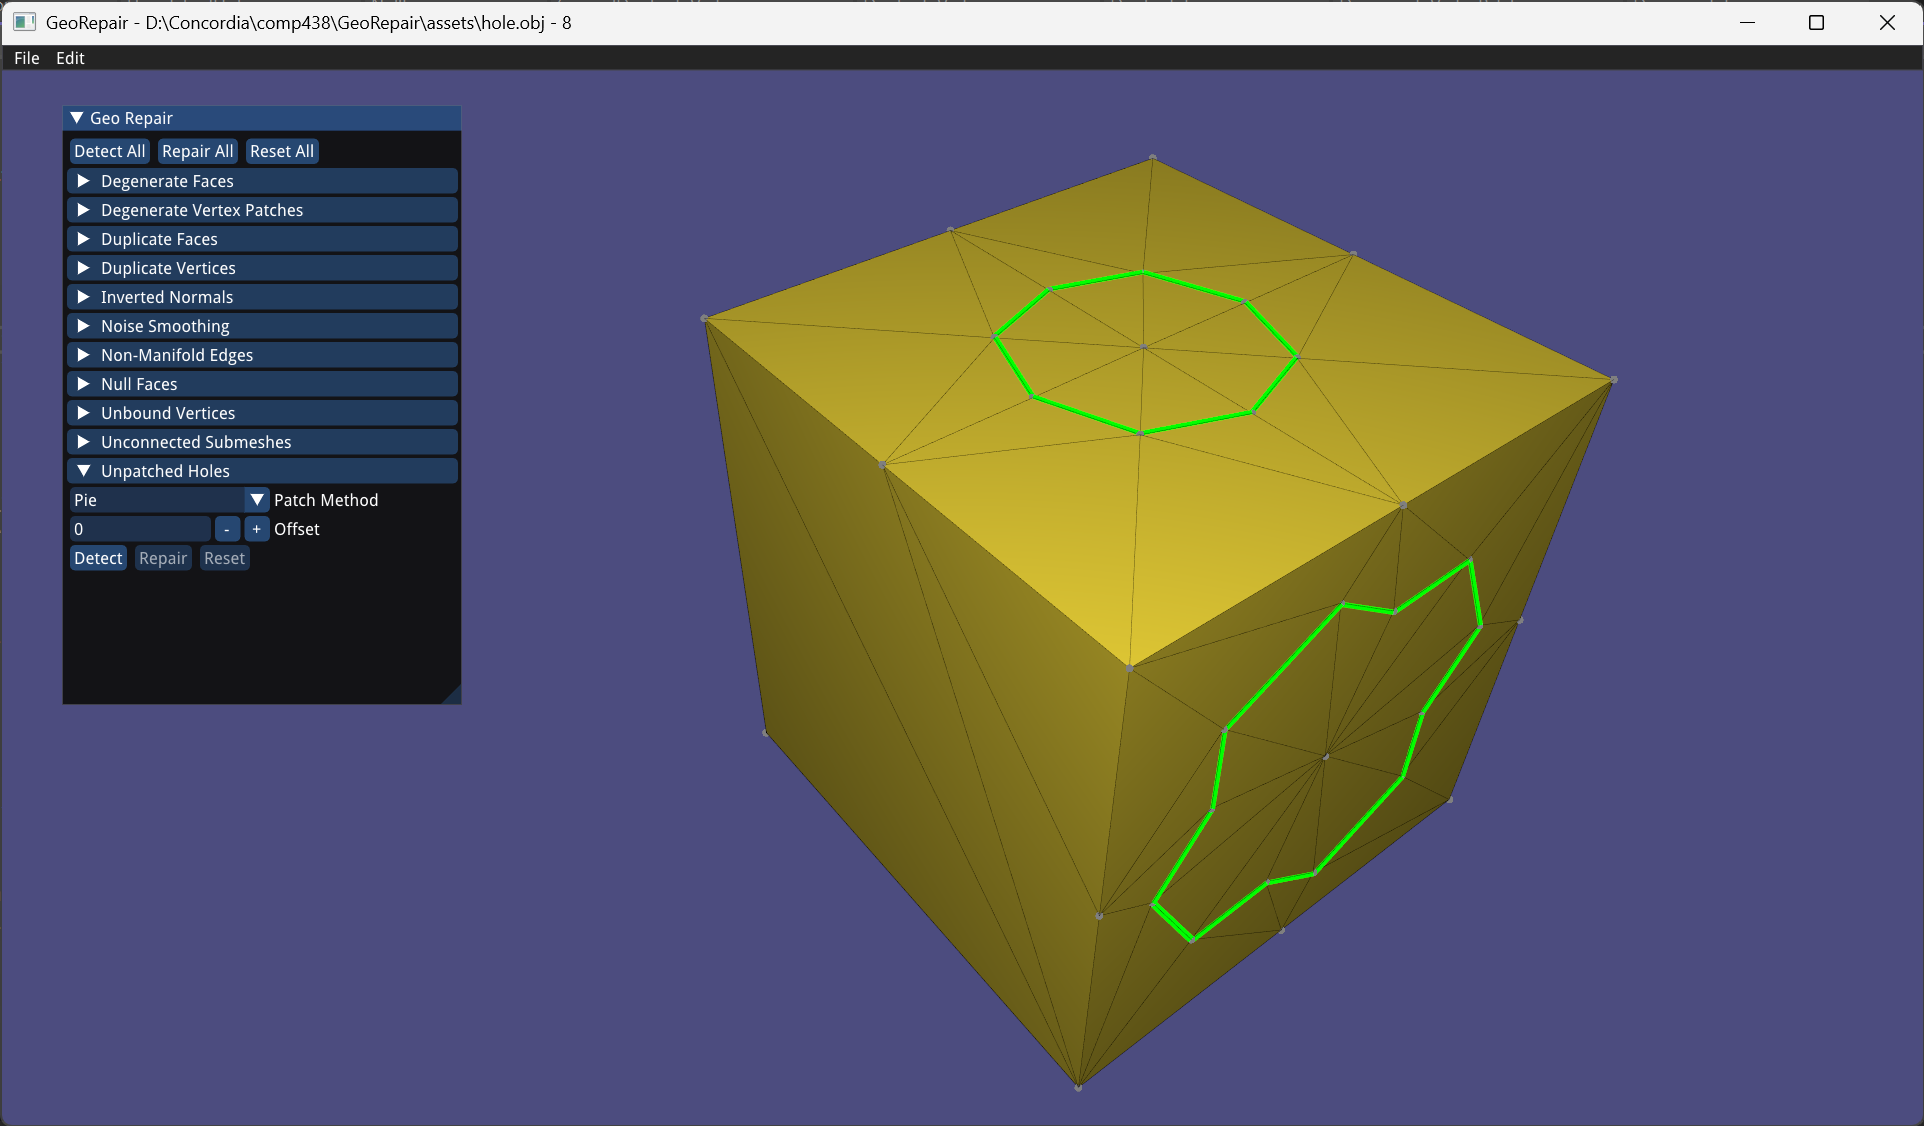 GeoRepair - D:\Concordia\comp438\GeoRepair\assets\hole.obj - 8
File Edit
Geo Repair
Detect All Repair All Reset All
Degenerate Faces
Degenerate Vertex Patches
Duplicate Faces
Duplicate Vertices
Inverted Normals
Noise Smoothing
Non-Manifold Edges
Null Faces
Unbound Vertices
Unconnected Submeshes
Unpatched Holes
Pie Patch Method
0 - + Offset
Detect Repair Reset